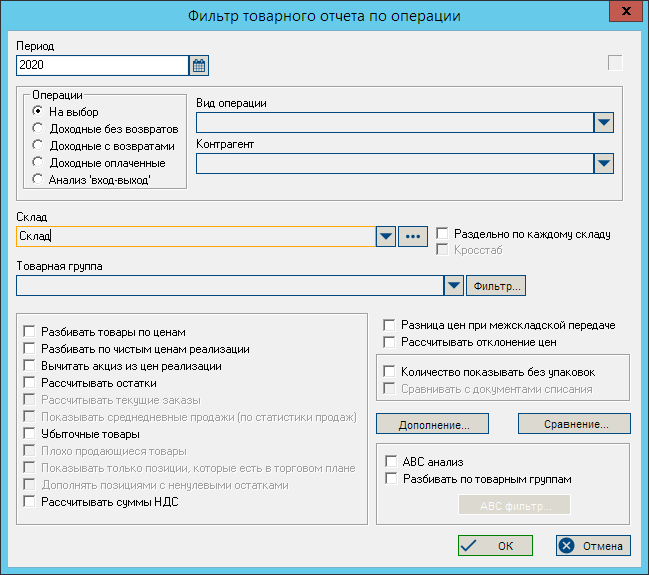 Фильтр товарного отчета по операции
Период
2020
Операции
На выбор
Доходные без возвратов
Доходные с возвратами
Доходные оплаченные
Анализ 'вход-выход'
Вид операции
Контрагент
Склад
Склад
Раздельно по каждому складу
Кросстаб
Товарная группа
Фильтр...
Разбивать товары по ценам
Разбивать по чистым ценам реализации
Вычитать акциз из цен реализации
Рассчитывать остатки
Рассчитывать текущие заказы
Показывать среднедневные продажи (по статистики продаж)
Убыточные товары
Плохо продающиеся товары
Показывать только позиции, которые есть в торговом плане
Дополнять позициями с ненулевыми остатками
Рассчитывать суммы НДС
Разница цен при межскладской передаче
Рассчитывать отклонение цен
Количество показывать без упаковок
Сравнивать с документами списания
Дополнение...
Сравнение...
ABC анализ
Разбивать по товарным группам
ABC фильтр...
ОК
Отмена